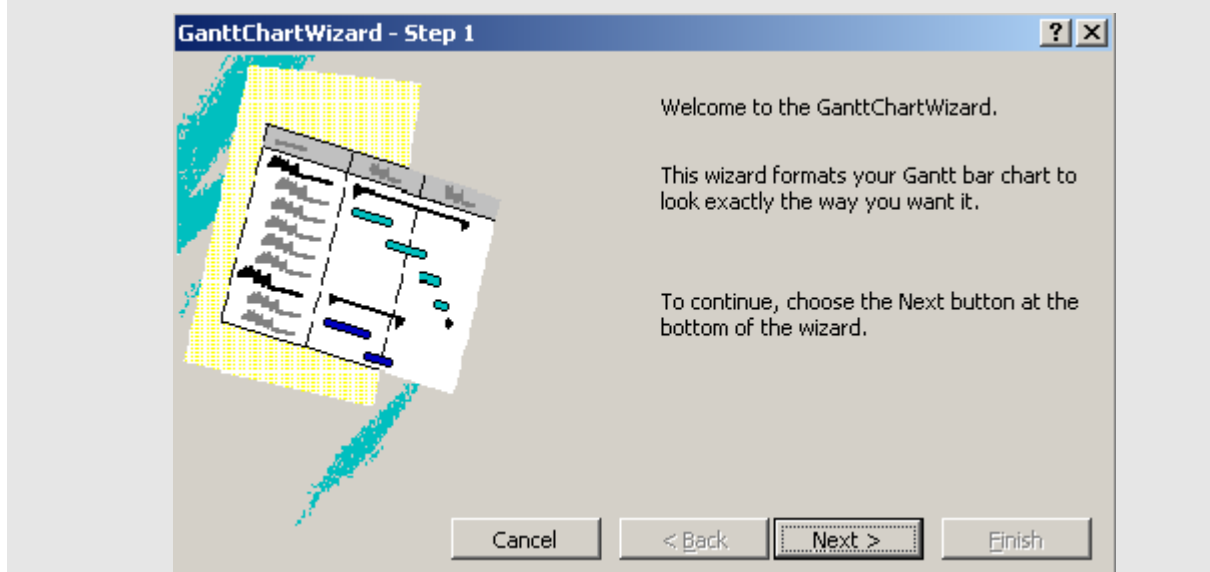 GanttChartWizard - Step 1
Welcome to the GanttChartWizard.
This wizard formats your Gantt bar chart to
look exactly the way you want it.
To continue, choose the Next button at the
bottom of the wizard.
Cancel
< Back
Next >
Finish